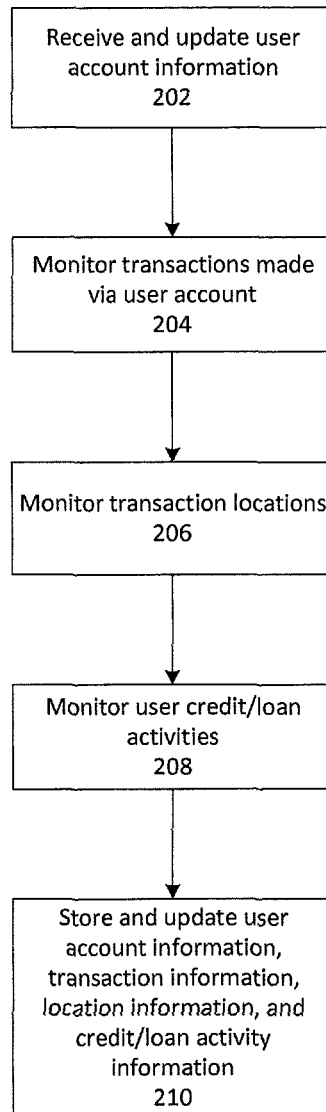 Receive and update user
account information
202
Monitor transactions made
via user account
204
Monitor transaction locations
206
Monitor user credit/loan
activities
208
Store and update user
account information,
transaction information,
location information, and
credit/loan activity
information
210